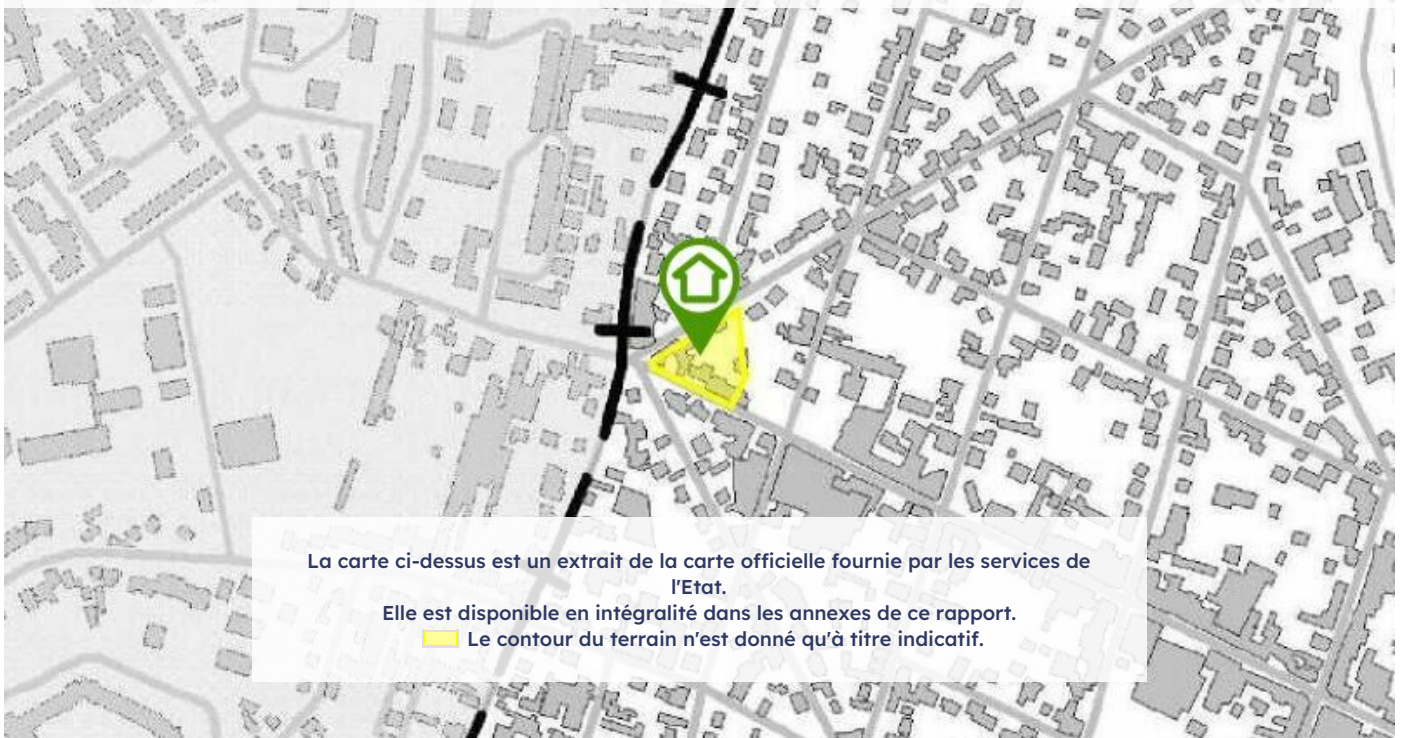 La carte ci-dessus est un extrait de la carte officielle fournie par les services de
l'Etat.
Elle est disponible en intégralité dans les annexes de ce rapport.
Le contour du terrain n'est donné qu'à titre indicatif.